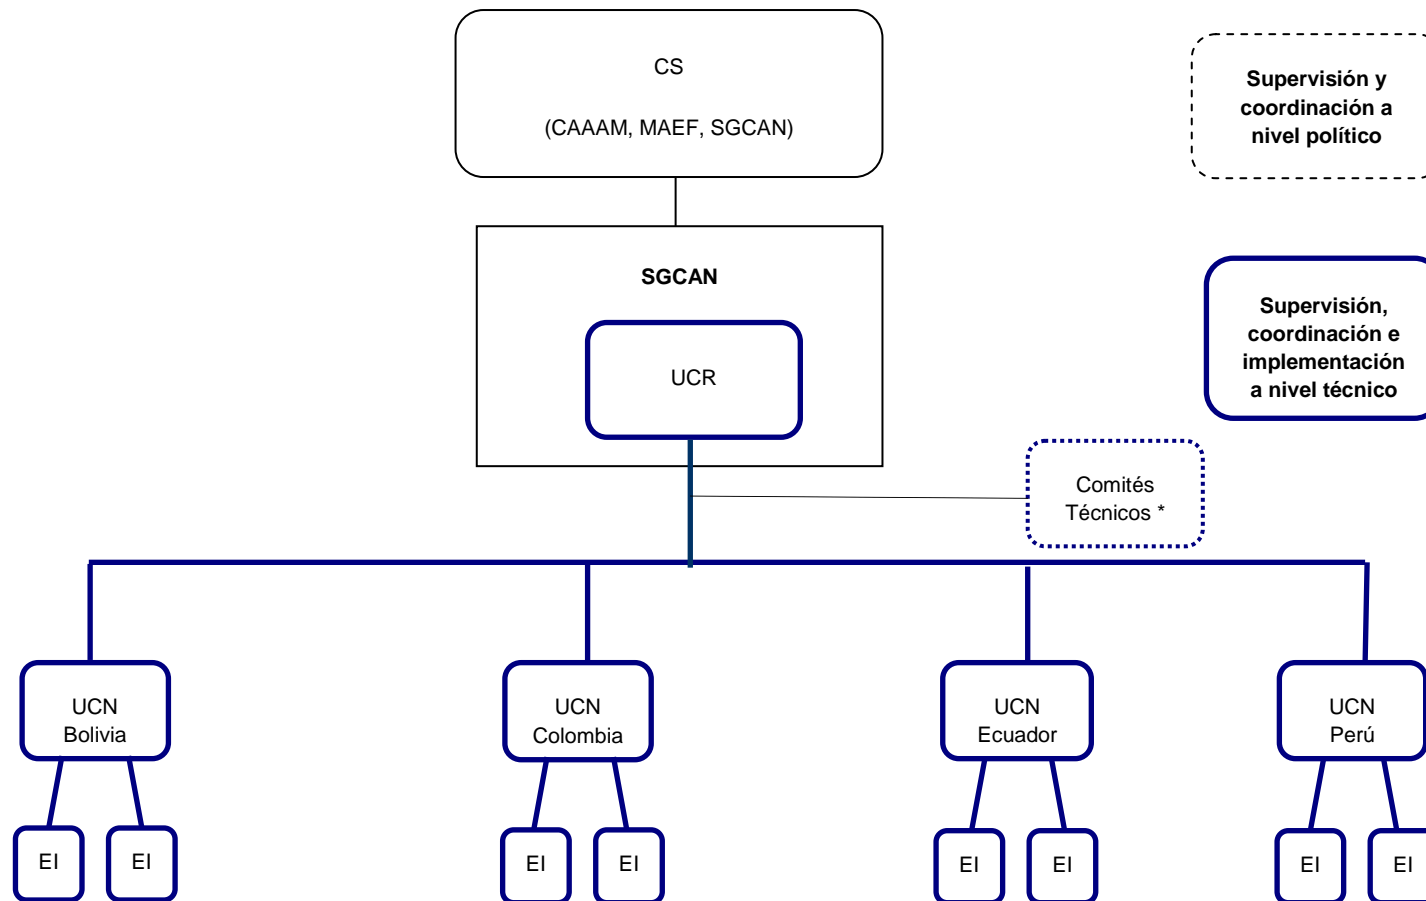 CS
(CAAAM, MAEF, SGCAN)
Supervisión y
coordinación a
nivel político
SGCAN
UCR
Supervisión,
coordinación e
implementación
a nivel técnico
Comités
Técnicos *
UCN
Bolivia
UCN
Colombia
UCN
Ecuador
UCN
Perú
EI
EI
EI
EI
EI
EI
EI
EI